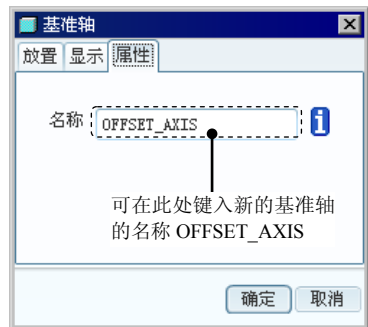 基准轴
放置 显示 属性
名称 OFFSET_AXIS
可在此处键入新的基准轴
的名称 OFFSET_AXIS
确定 取消